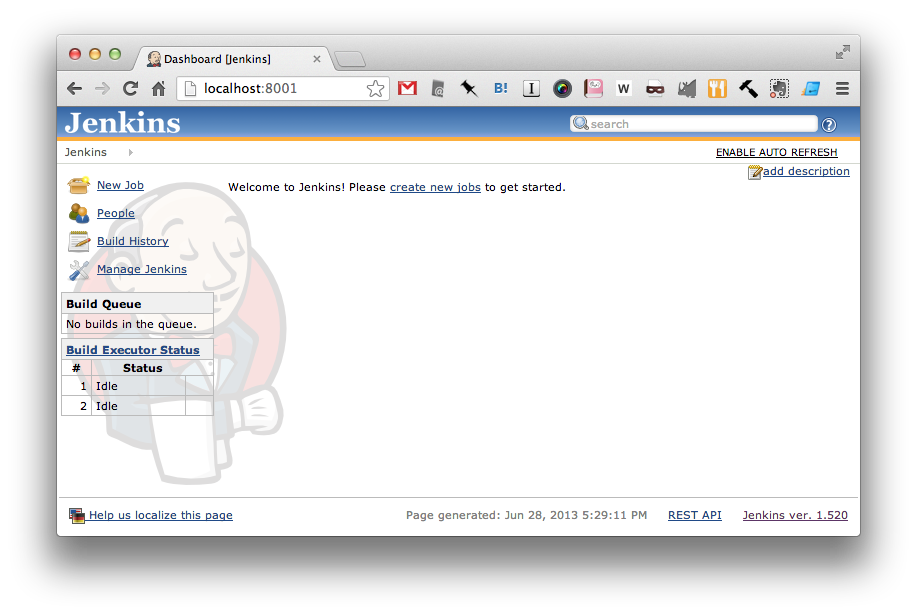 Dashboard [Jenkins]
localhost:8001
B!
I
W
Jenkins
search
?
Jenkins
ENABLE AUTO REFRESH
add description
New Job
Welcome to Jenkins! Please create new jobs to get started.
People
Build History
Manage Jenkins
Build Queue
No builds in the queue.
Build Executor Status
# Status
1 Idle
2 Idle
Help us localize this page
Page generated: Jun 28, 2013 5:29:11 PM
REST API
Jenkins ver. 1.520